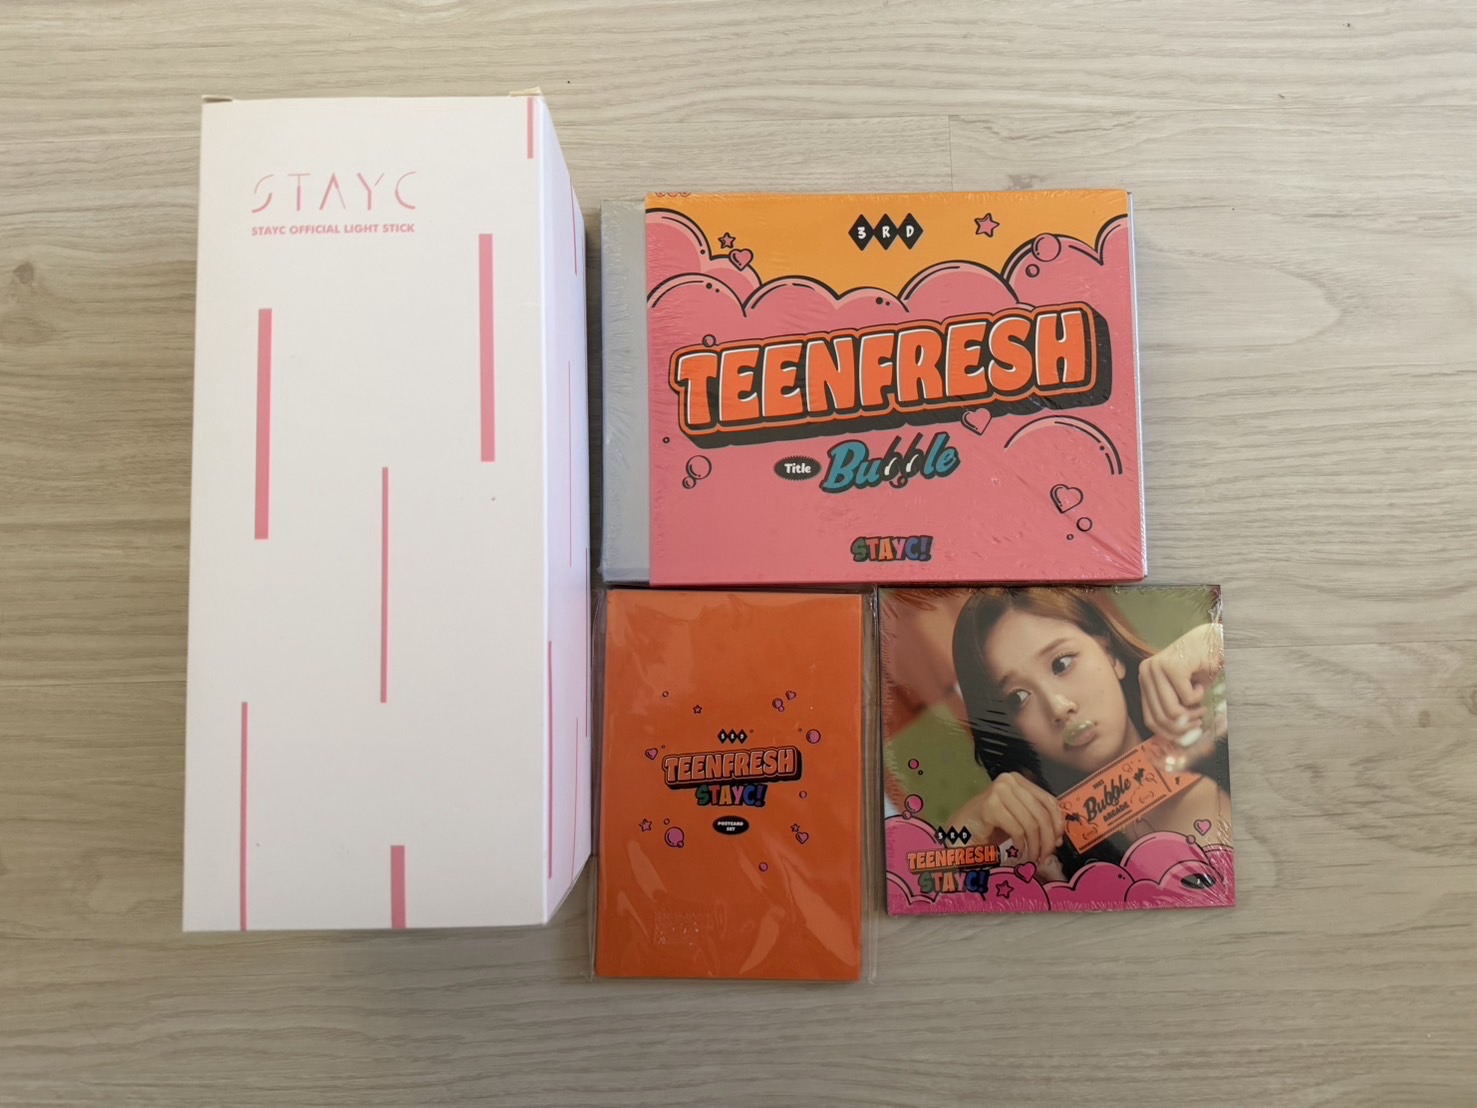 STAYC
STAYC OFFICIAL LIGHT STICK
3RD
TEENFRESH
Title Bubble
STAYC!
3RD
TEENFRESH
STAYC!
POSTCARD
SET
Bubble
ARCADE
3RD
TEENFRESH
STAYC!